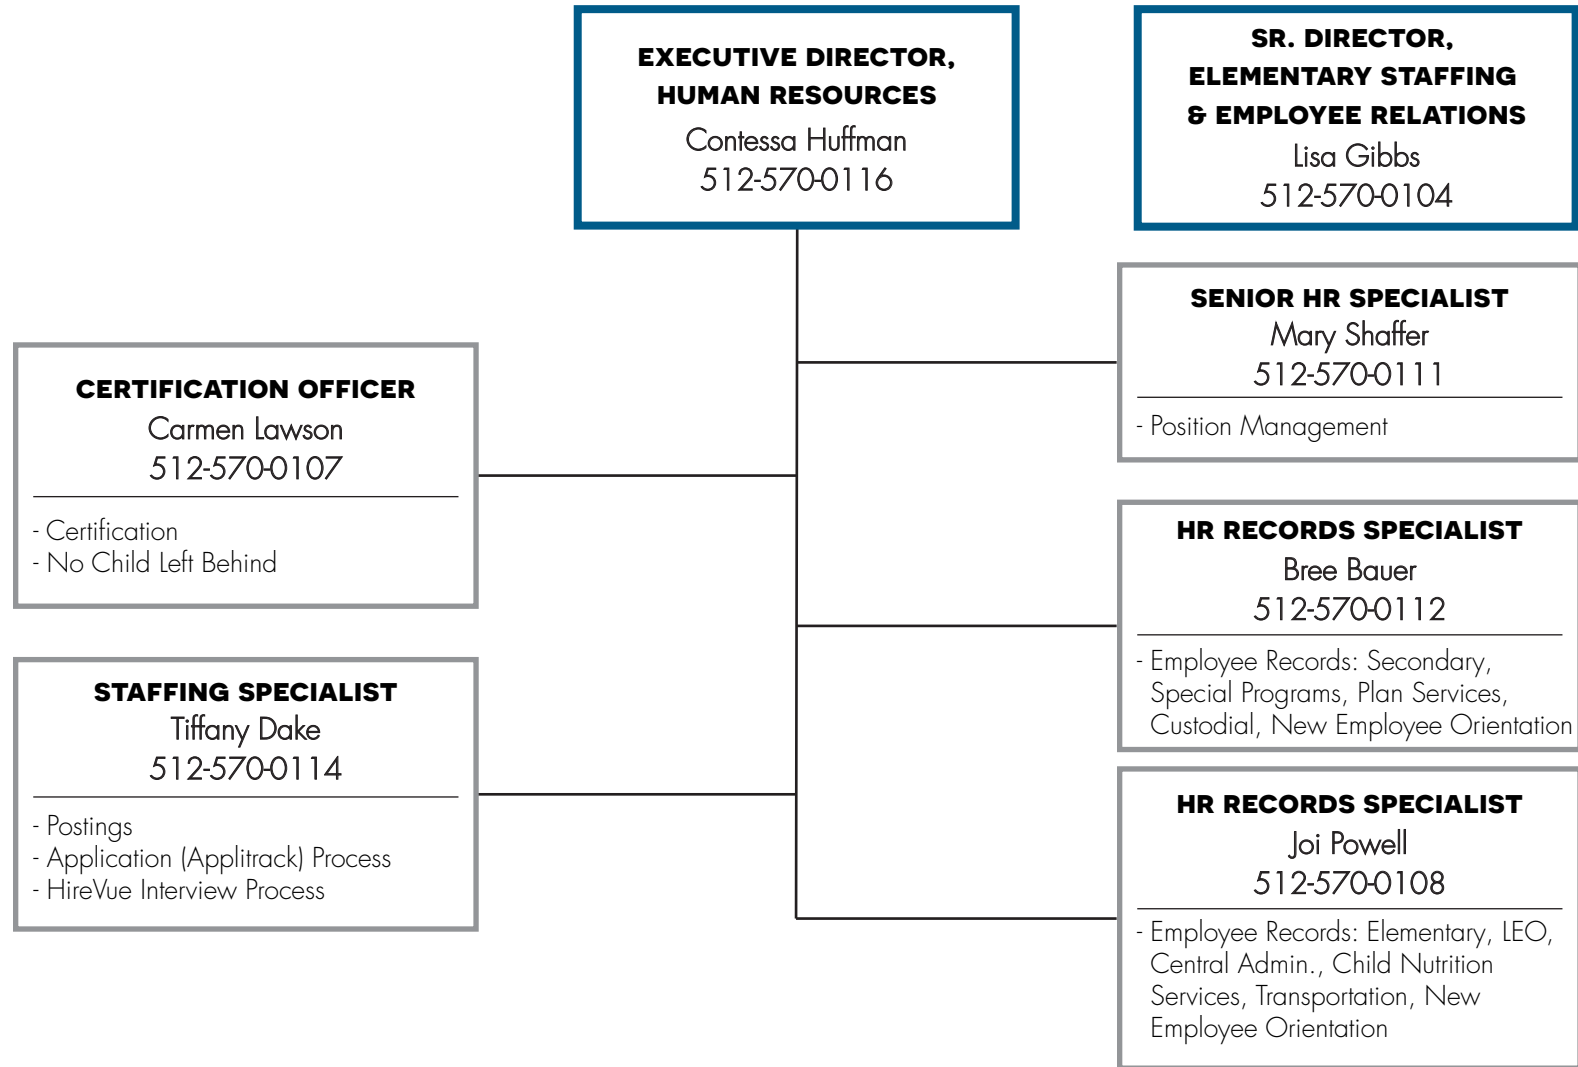 EXECUTIVE DIRECTOR,
HUMAN RESOURCES
Contessa Huffman
512-570-0116
SR. DIRECTOR,
ELEMENTARY STAFFING
& EMPLOYEE RELATIONS
Lisa Gibbs
512-570-0104
SENIOR HR SPECIALIST
Mary Shaffer
512-570-0111
- Position Management
CERTIFICATION OFFICER
Carmen Lawson
512-570-0107
- Certification
- No Child Left Behind
HR RECORDS SPECIALIST
Bree Bauer
512-570-0112
- Employee Records: Secondary,
Special Programs, Plan Services,
Custodial, New Employee Orientation
STAFFING SPECIALIST
Tiffany Dake
512-570-0114
- Postings
- Application (Applitrack) Process
- HireVue Interview Process
HR RECORDS SPECIALIST
Joi Powell
512-570-0108
- Employee Records: Elementary, LEO,
Central Admin., Child Nutrition
Services, Transportation, New
Employee Orientation